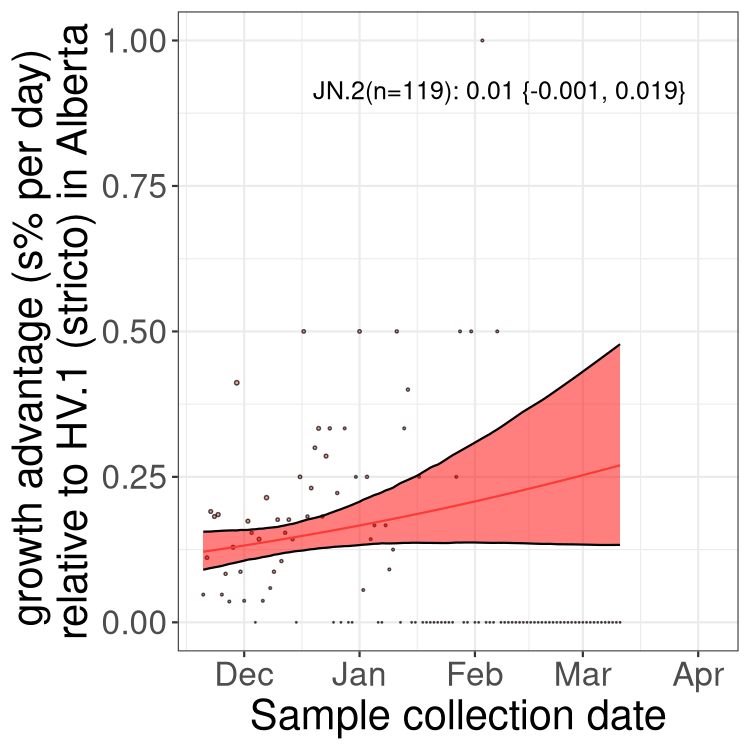 growth advantage (s% per day)
relative to HV.1 (stricto) in Alberta
1.00
JN.2(n=119): 0.01 {-0.001, 0.019}
0.75
0.50
0.25
0.00
Dec Jan Feb Mar Apr
Sample collection date